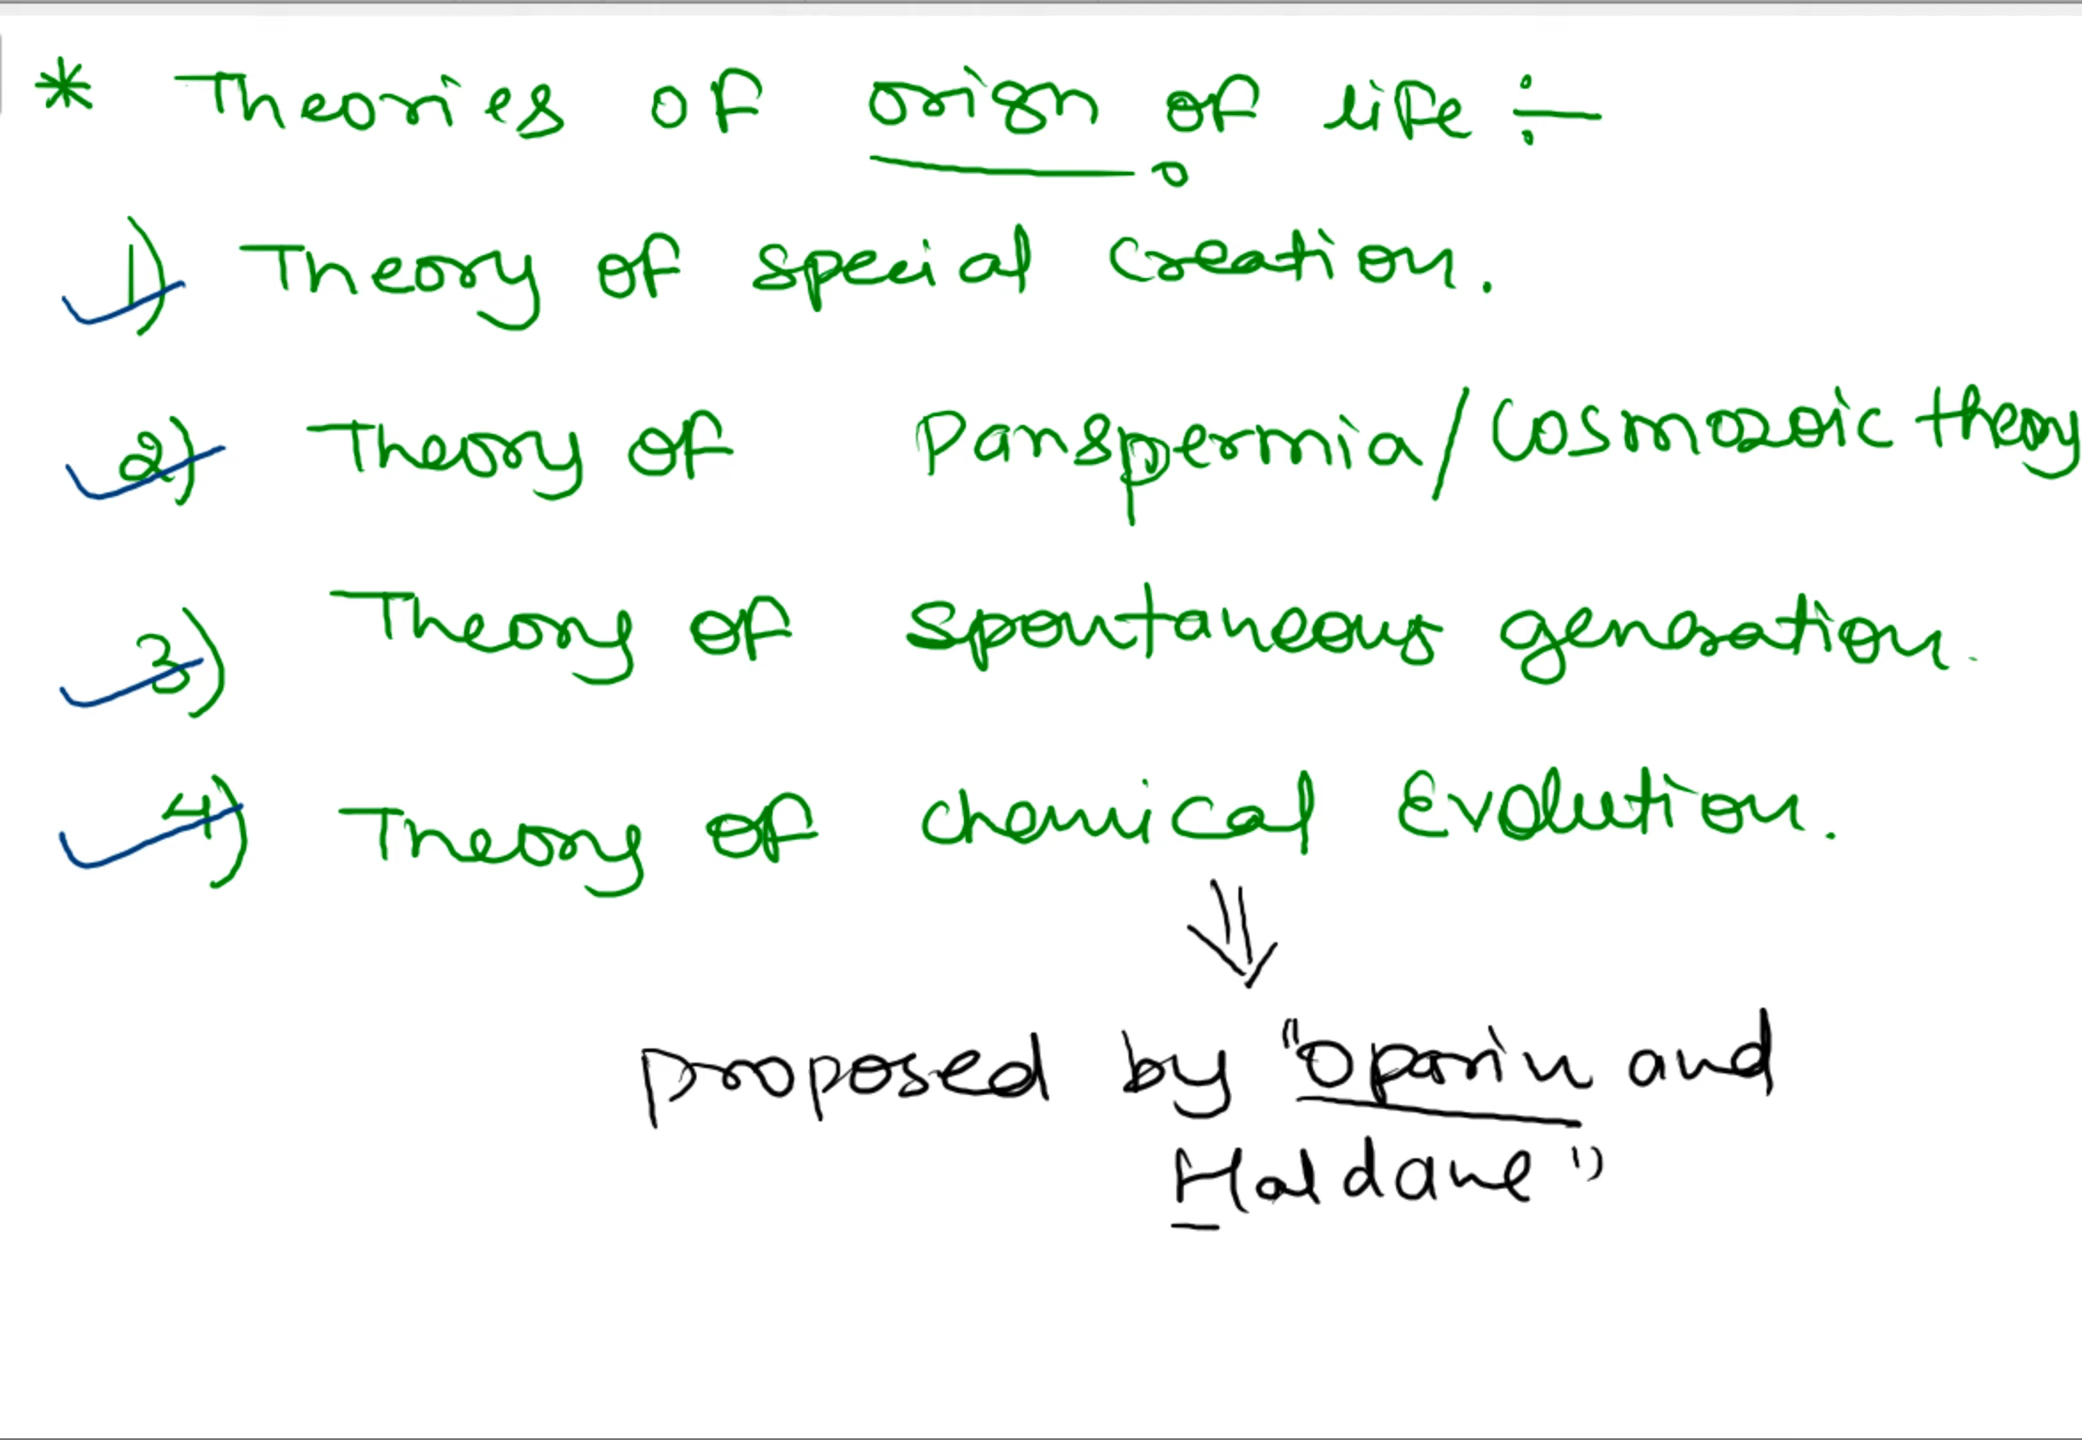 * Theories of orign of life :-
1) Theory of special creation.
2) Theory of Panspermia/Cosmozoic theory
3) Theory of spontaneous generation.
4) Theory of chemical Evolution.
proposed by "Oparin and
Haldane"